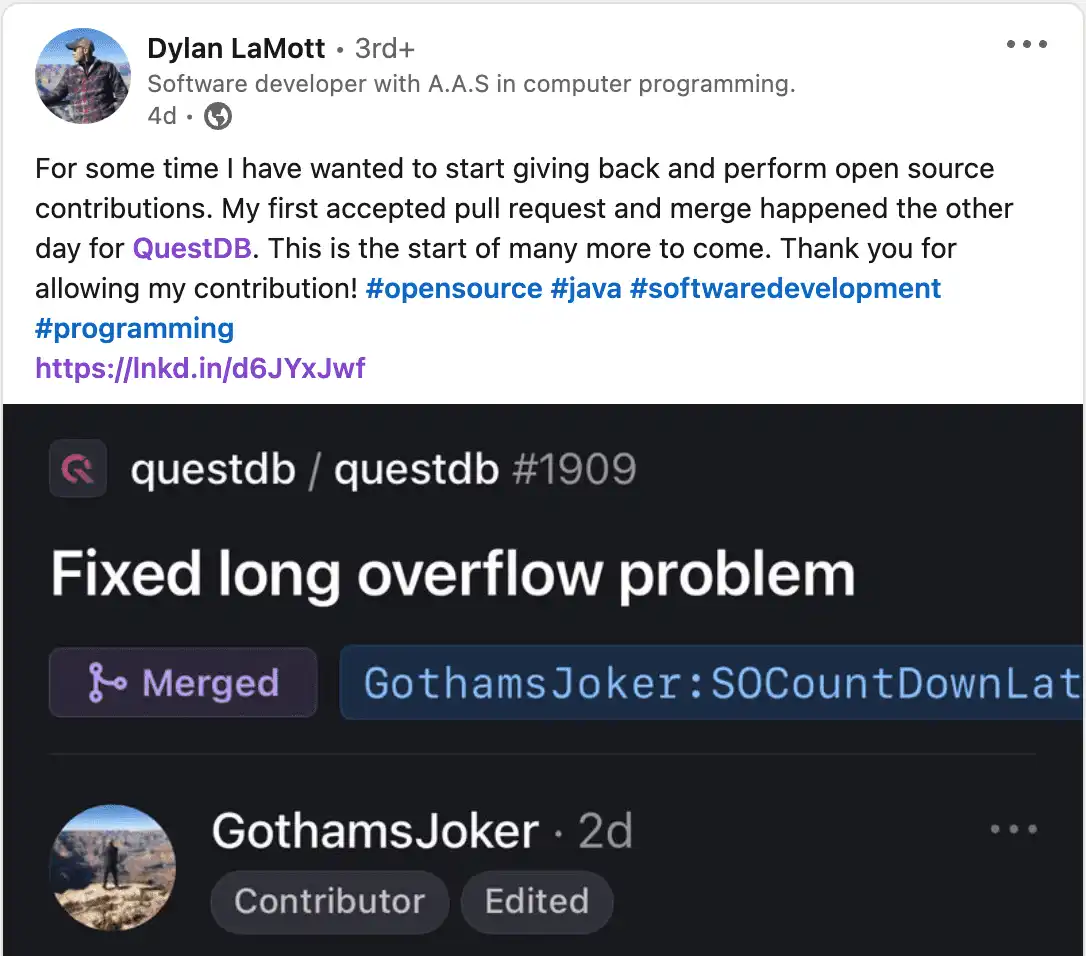 Dylan LaMott • 3rd+
Software developer with A.A.S in computer programming.
4d •
For some time I have wanted to start giving back and perform open source
contributions. My first accepted pull request and merge happened the other
day for QuestDB. This is the start of many more to come. Thank you for
allowing my contribution! #opensource #java #softwaredevelopment
#programming
https://lnkd.in/d6JYxJwf
questdb / questdb #1909
Fixed long overflow problem
Merged GothamsJoker:SOCountDownLat
GothamsJoker · 2d
Contributor Edited